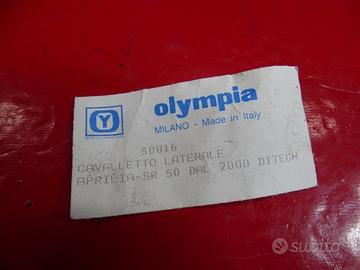 olympia
MILANO - Made in Italy
50016
CAVALLETTO LATERALE
APRILIA-SR 50 DAL 2000 DITECH
subito